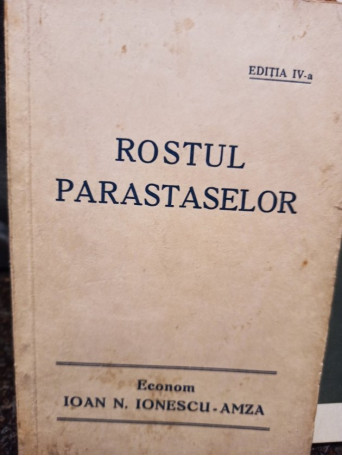 EDIȚIA IV-a
ROSTUL
PARASTASELOR
Econom
IOAN N. IONESCU-AMZA